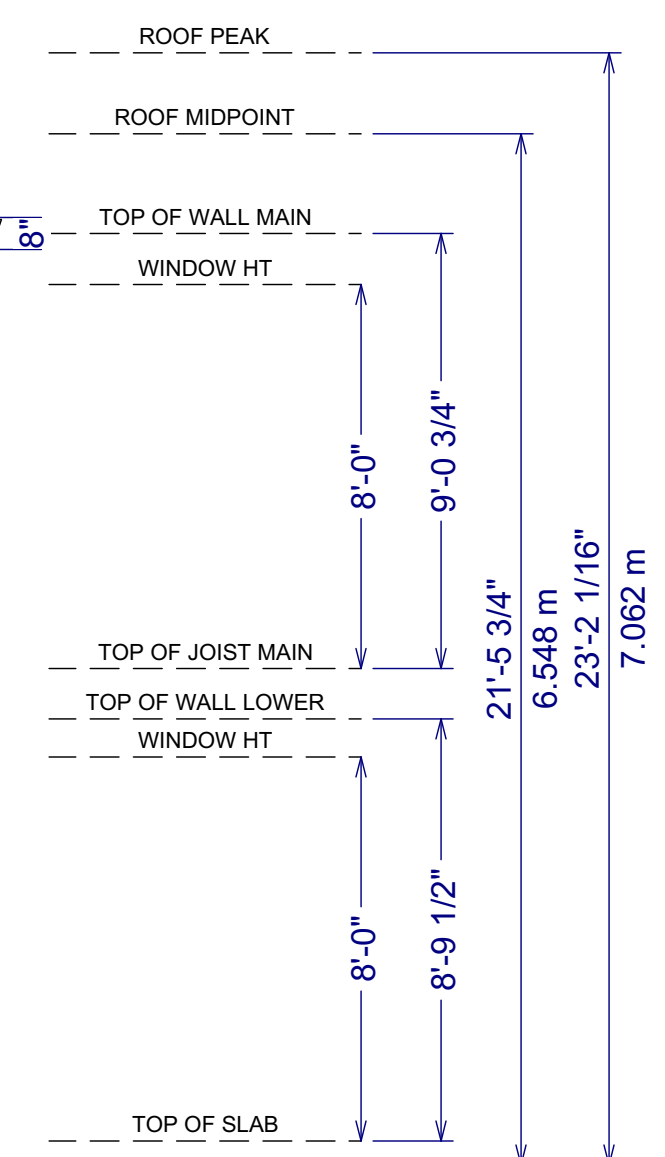 ROOF PEAK
ROOF MIDPOINT
TOP OF WALL MAIN
8"
WINDOW HT
8'-0"
9'-0 3/4"
21'-5 3/4"
6.548 m
23'-2 1/16"
7.062 m
TOP OF JOIST MAIN
TOP OF WALL LOWER
WINDOW HT
8'-0"
8'-9 1/2"
TOP OF SLAB